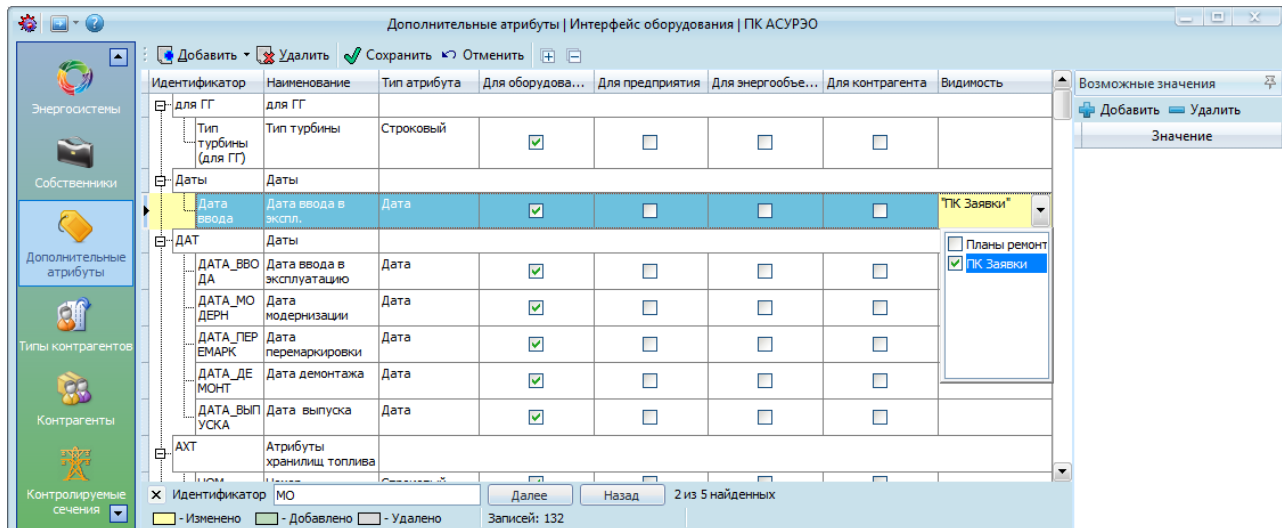 Дополнительные атрибуты | Интерфейс оборудования | ПК АСУРЭО
Добавить Удалить Сохранить Отменить
Энергосистемы
Собственники
Дополнительные
атрибуты
Типы контрагентов
Контрагенты
Контролируемые
сечения
Идентификатор Наименование Тип атрибута Для оборудова... Для предприятия Для энергообъе... Для контрагента Видимость
для ГГ для ГГ
Тип Тип турбины Строковый
турбины
(для ГГ)
Даты Даты
Дата Дата ввода в Дата "ПК Заявки"
ввода экспл.
Планы ремонт
ПК Заявки
ДАТ Даты
ДАТА_ВВО Дата ввода в Дата
ДА эксплуатацию
ДАТА_МО Дата Дата
ДЕРН модернизации
ДАТА_ПЕР Дата Дата
ЕМАРК перемаркировки
ДАТА_ДЕ Дата демонтажа Дата
МОНТ
ДАТА_ВЫП Дата выпуска Дата
УСКА
АХТ Атрибуты
хранилищ топлива
Идентификатор МО Далее Назад 2 из 5 найденных
- Изменено - Добавлено - Удалено Записей: 132
Возможные значения
Добавить Удалить
Значение